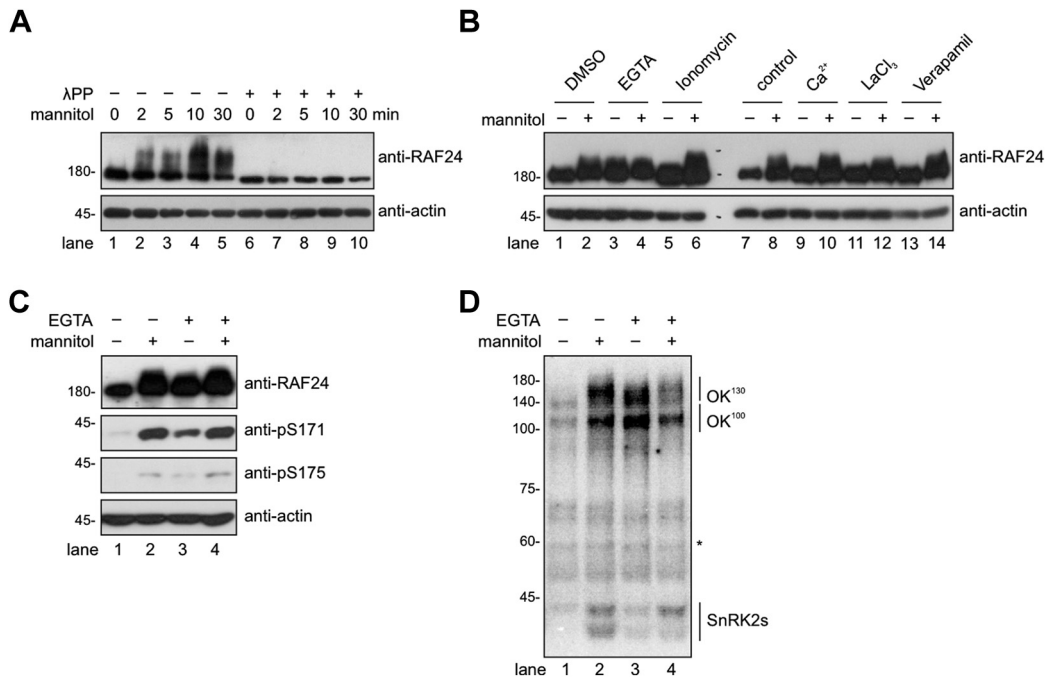 A
λPP – – – – – + + + + +
mannitol 0 2 5 10 30 0 2 5 10 30 min
180- anti-RAF24
45- anti-actin
lane 1 2 3 4 5 6 7 8 9 10
B
DMSO EGTA Ionomycin control Ca²⁺ LaCl₃ Verapamil
mannitol – + – + – + – + – + – + – +
180- anti-RAF24
45- anti-actin
lane 1 2 3 4 5 6 7 8 9 10 11 12 13 14
C
EGTA – – + +
mannitol – + – +
180- anti-RAF24
45- anti-pS171
45- anti-pS175
45- anti-actin
lane 1 2 3 4
D
EGTA – – + +
mannitol – + – +
180-
140- OK¹³⁰
100- OK¹⁰⁰
75-
60- *
45-
SnRK2s
lane 1 2 3 4